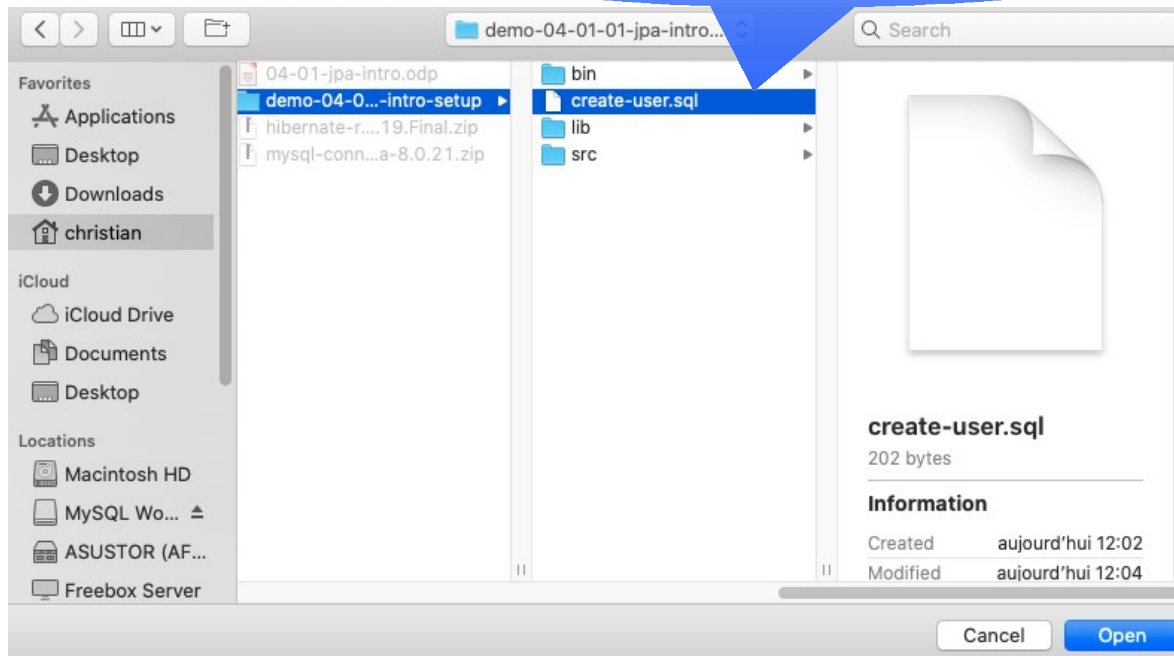 demo-04-01-01-jpa-intro...
Search
Favorites
Applications
Desktop
Downloads
christian
iCloud
iCloud Drive
Documents
Desktop
Locations
Macintosh HD
MySQL Wo...
ASUSTOR (AF...
Freebox Server
04-01-jpa-intro.odp
demo-04-0...-intro-setup
hibernate-r....19.Final.zip
mysql-conn...a-8.0.21.zip
bin
create-user.sql
lib
src
create-user.sql
202 bytes
Information
Created aujourd'hui 12:02
Modified aujourd'hui 12:04
Cancel Open